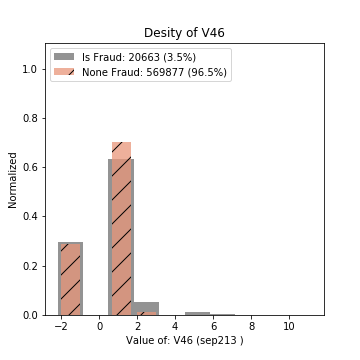 Desity of V46
Is Fraud: 20663 (3.5%)
None Fraud: 569877 (96.5%)
1.0
0.8
0.6
0.4
0.2
0.0
Normalized
−2 0 2 4 6 8 10
Value of: V46 (sep213 )